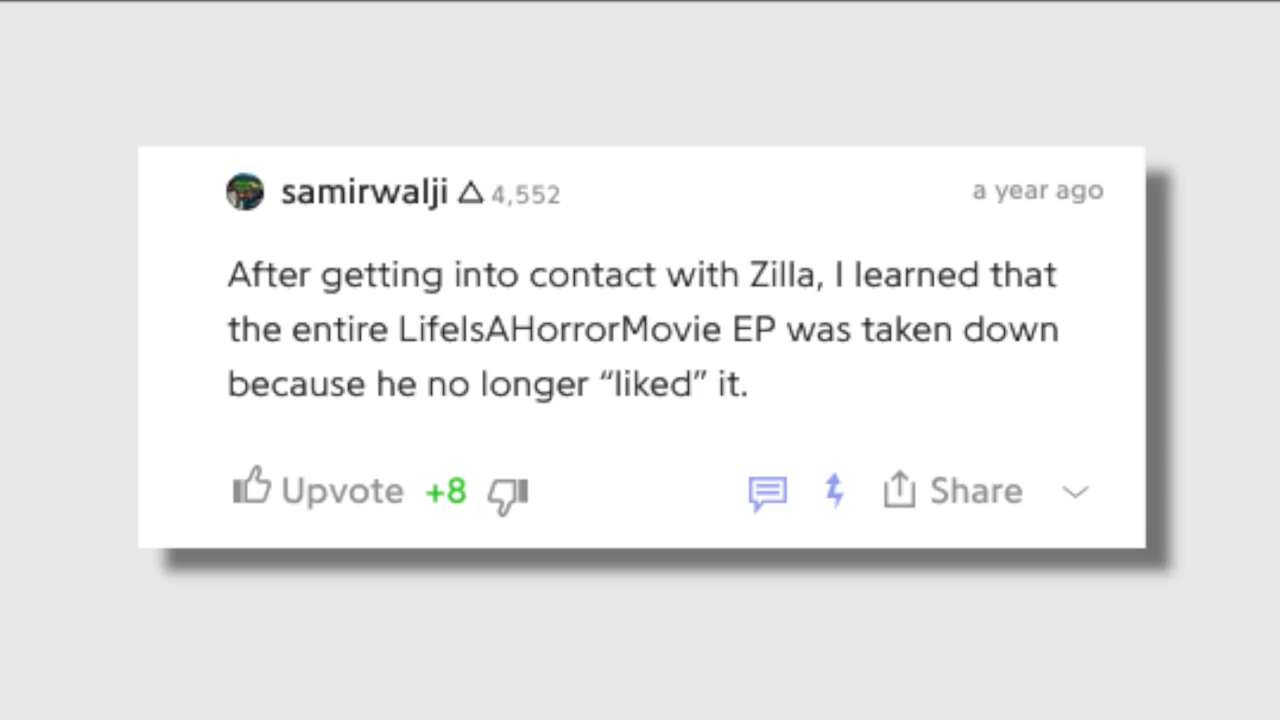 samirwalji 4,552 a year ago
After getting into contact with Zilla, I learned that
the entire LifeIsAHorrorMovie EP was taken down
because he no longer “liked” it.
Upvote +8 Share